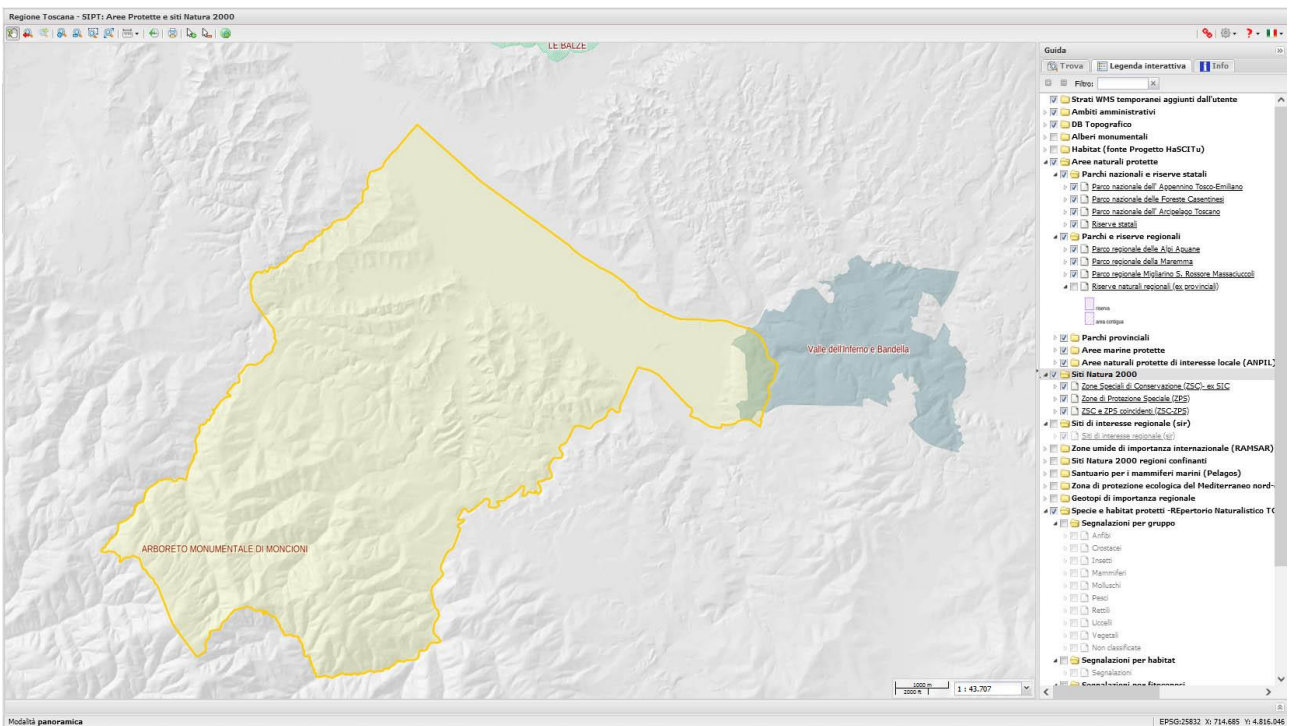 Regione Toscana - SIPT: Aree Protette e siti Natura 2000
Guida
Trova
Legenda interattiva
Info
Filtro:
Strati WMS temporanei aggiunti dall'utente
Ambiti amministrativi
DB Topografico
Alberi monumentali
Habitat (fonte Progetto HaSCITu)
Aree naturali protette
Parchi nazionali e riserve statali
Parco nazionale dell' Appennino Tosco-Emiliano
Parco nazionale delle Foreste Casentinesi
Parco nazionale dell' Arcipelago Toscano
Riserve statali
Parchi e riserve regionali
Parco regionale delle Alpi Apuane
Parco regionale della Maremma
Parco regionale Migliarino S. Rossore Massaciuccoli
Riserve naturali regionali (ex provinciali)
riserva
area contigua
Parchi provinciali
Aree marine protette
Aree naturali protette di interesse locale (ANPIL)
Siti Natura 2000
Zone Speciali di Conservazione (ZSC)- ex SIC
Zone di Protezione Speciale (ZPS)
ZSC e ZPS coincidenti (ZSC-ZPS)
Siti di interesse regionale (sir)
Siti di interesse regionale (sir)
Zone umide di importanza internazionale (RAMSAR)
Siti Natura 2000 regioni confinanti
Santuario per i mammiferi marini (Pelagos)
Zona di protezione ecologica del Mediterraneo nord-
Geotopi di importanza regionale
Specie e habitat protetti -REpertorio Naturalistico TO
Segnalazioni per gruppo
Anfibi
Crostacei
Insetti
Mammiferi
Molluschi
Pesci
Rettili
Uccelli
Vegetali
Non classificate
Segnalazioni per habitat
Segnalazioni
Segnalazioni per fitocenosi
LE BALZE
Valle dell'Inferno e Bandella
ARBORETO MONUMENTALE DI MONCIONI
1000 m
2000 ft
1 : 43.707
Modalità panoramica
EPSG:25832 X: 714.685 Y: 4.816.046